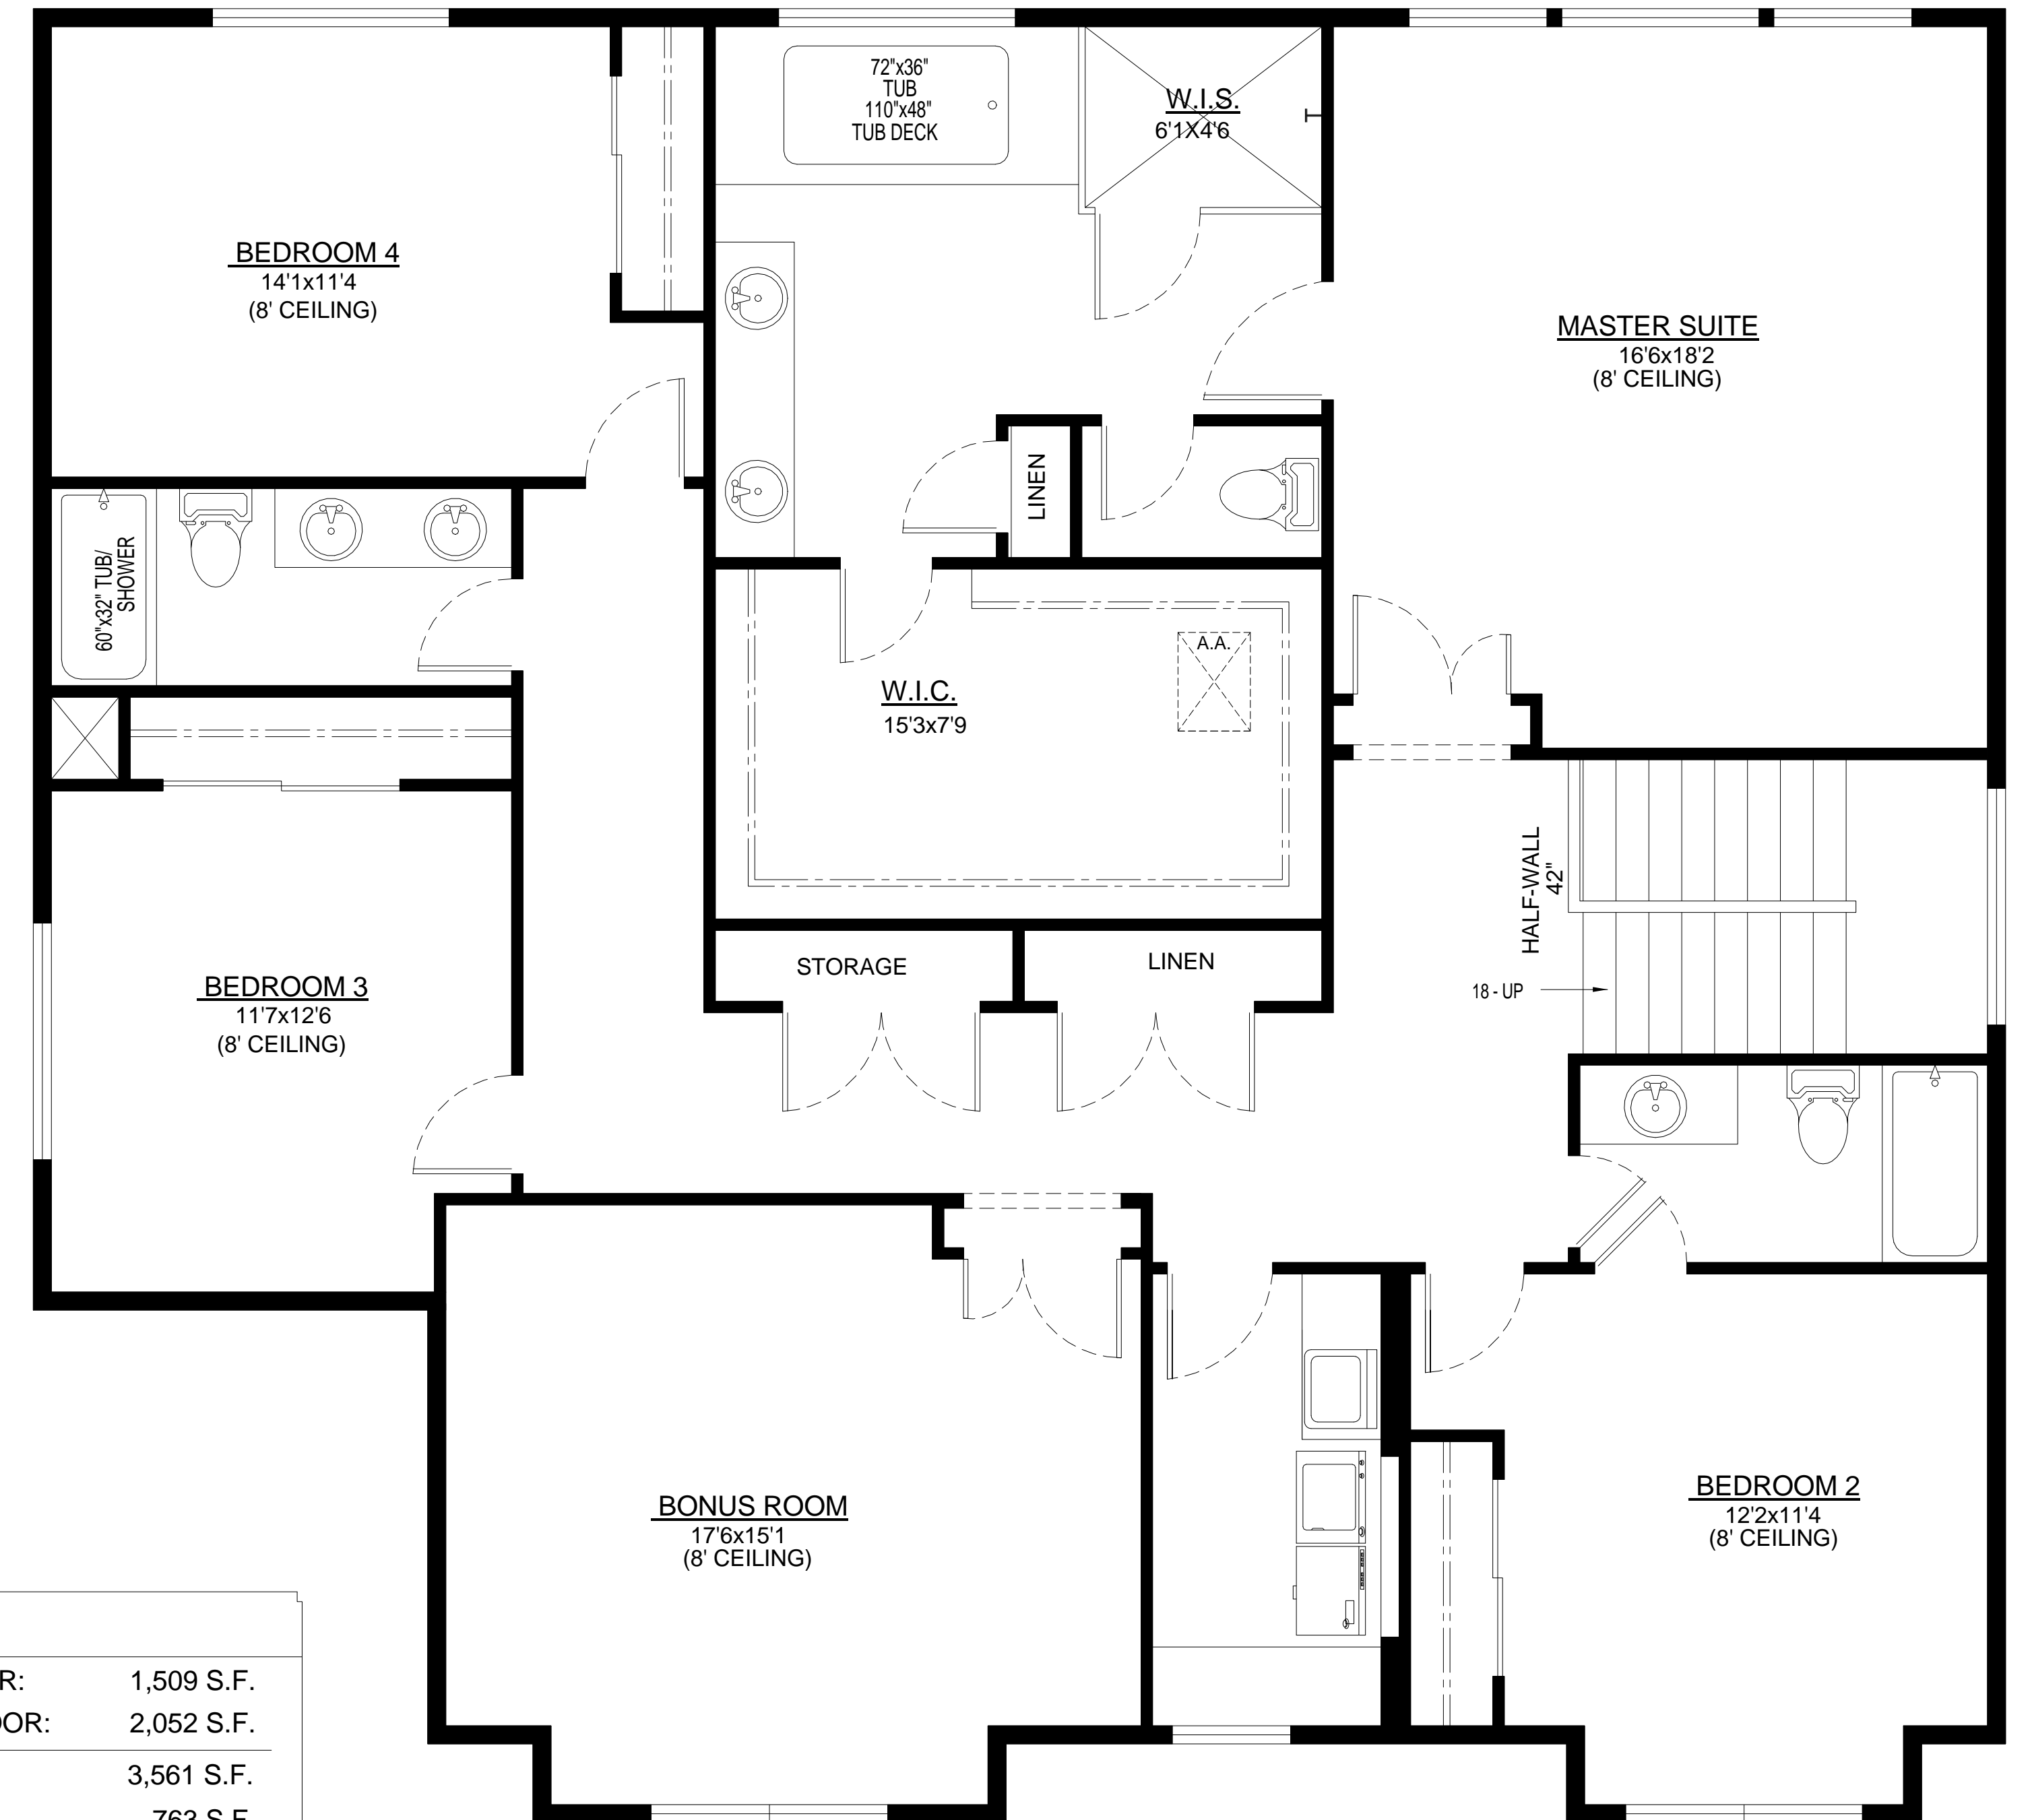 72"x36"
TUB
110"x48"
TUB DECK
W.I.S.
6'1X4'6
BEDROOM 4
14'1x11'4
(8' CEILING)
MASTER SUITE
16'6x18'2
(8' CEILING)
LINEN
60"x32" TUB/
SHOWER
A.A.
W.I.C.
15'3x7'9
HALF-WALL
42"
STORAGE
LINEN
18 - UP
BEDROOM 3
11'7x12'6
(8' CEILING)
BONUS ROOM
17'6x15'1
(8' CEILING)
BEDROOM 2
12'2x11'4
(8' CEILING)
R: 1,509 S.F.
OOR: 2,052 S.F.
3,561 S.F.
763 S.F.